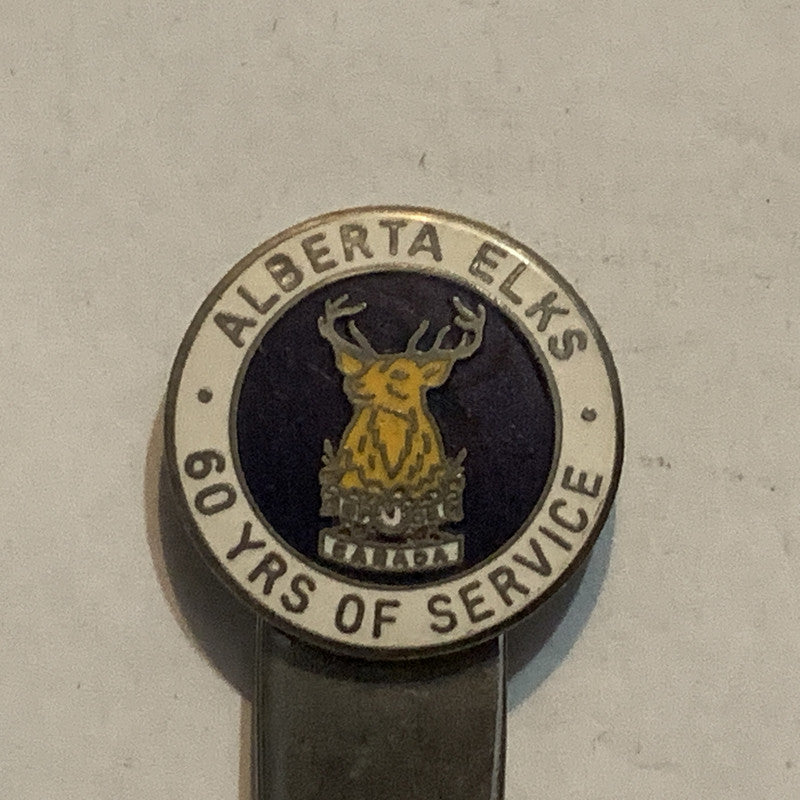 ALBERTA ELKS
60 YRS OF SERVICE
CANADA